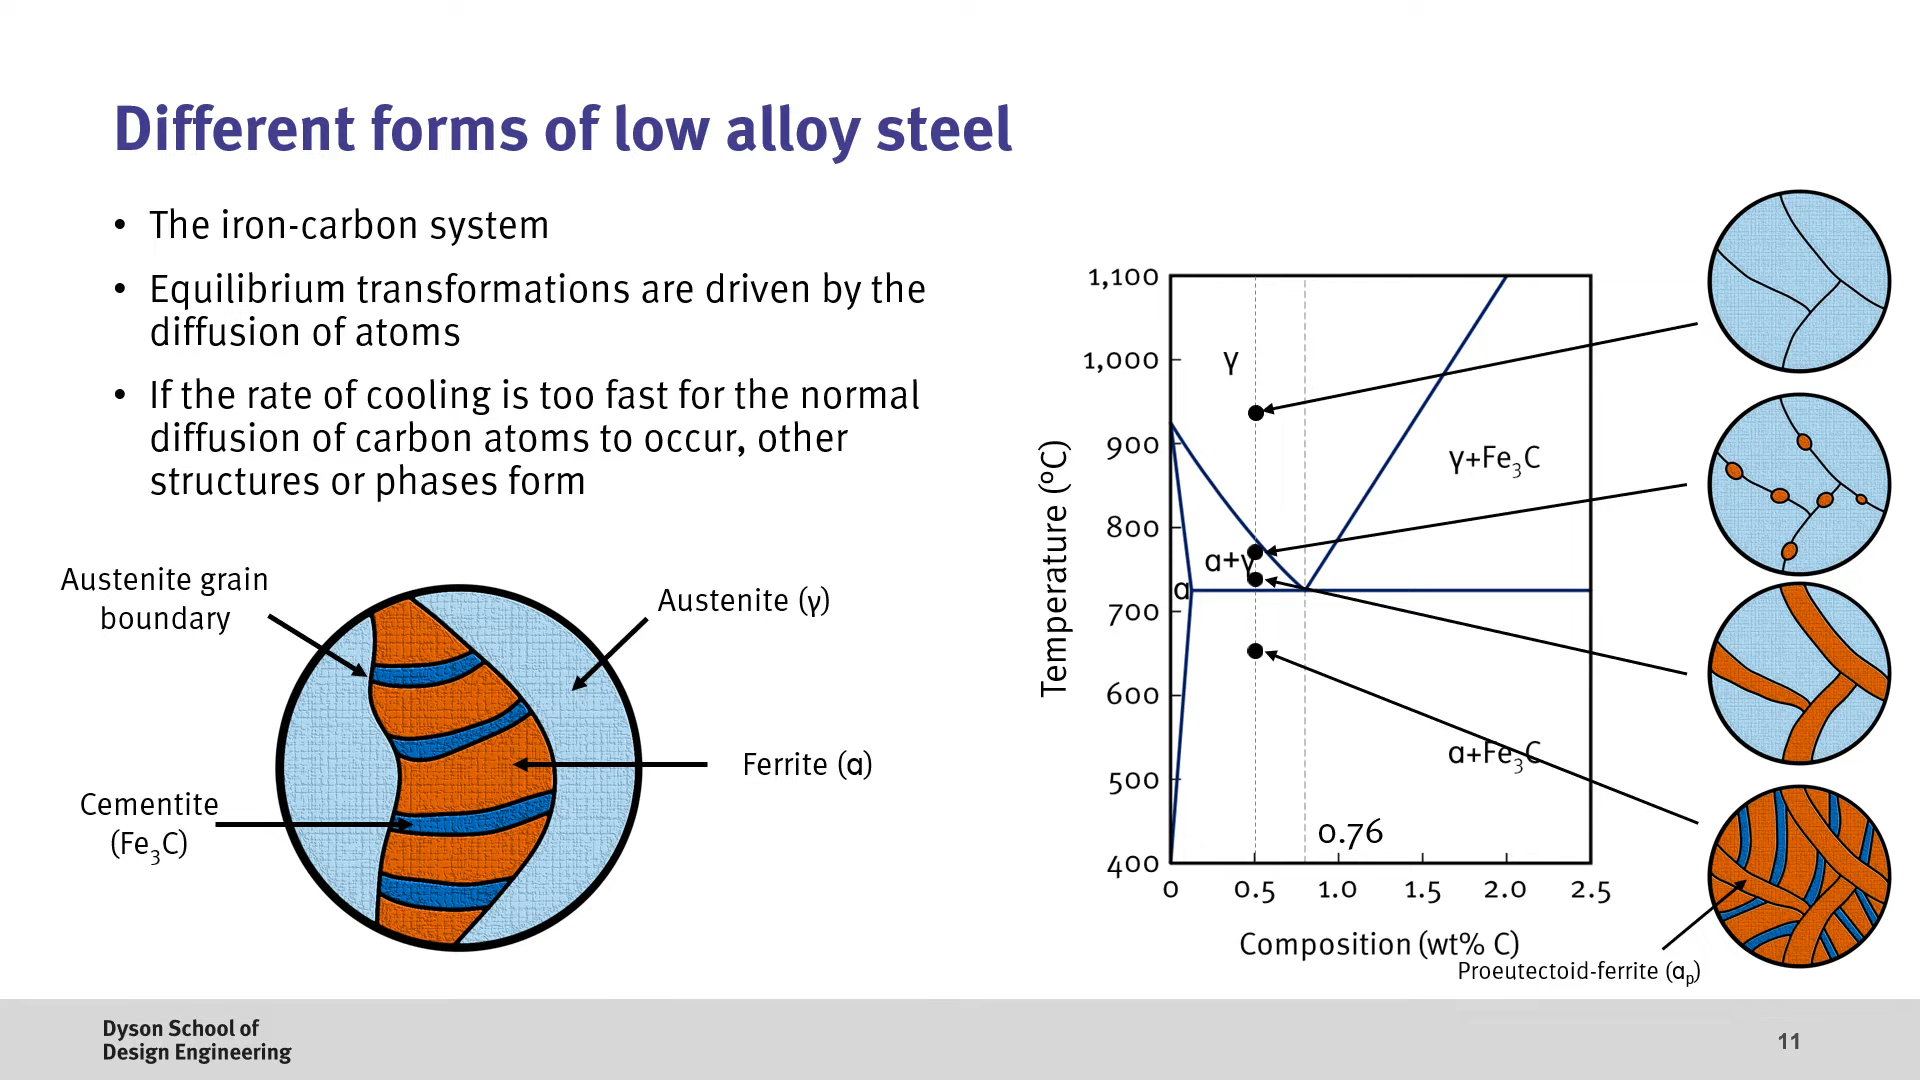 Different forms of low alloy steel
• The iron-carbon system
• Equilibrium transformations are driven by the
diffusion of atoms
• If the rate of cooling is too fast for the normal
diffusion of carbon atoms to occur, other
structures or phases form
Austenite grain
boundary
Austenite (γ)
Ferrite (α)
Cementite
(Fe₃C)
Temperature (°C)
1,100
1,000
900
800
700
600
500
400
γ
γ+Fe₃C
α+γ
α
α+Fe₃C
0.76
0 0.5 1.0 1.5 2.0 2.5
Composition (wt% C)
Proeutectoid-ferrite (αₚ)
Dyson School of
Design Engineering
11